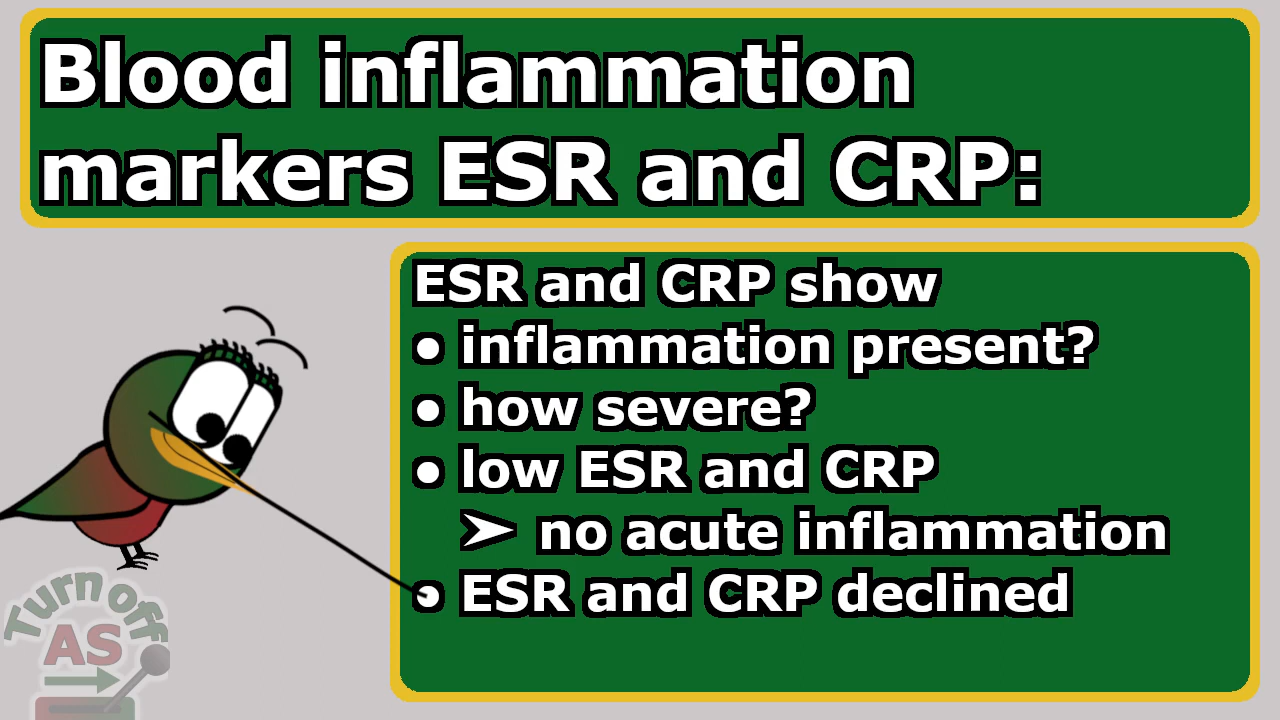 Blood inflammation
markers ESR and CRP:
ESR and CRP show
• inflammation present?
• how severe?
• low ESR and CRP
➤ no acute inflammation
• ESR and CRP declined
Turn off
AS